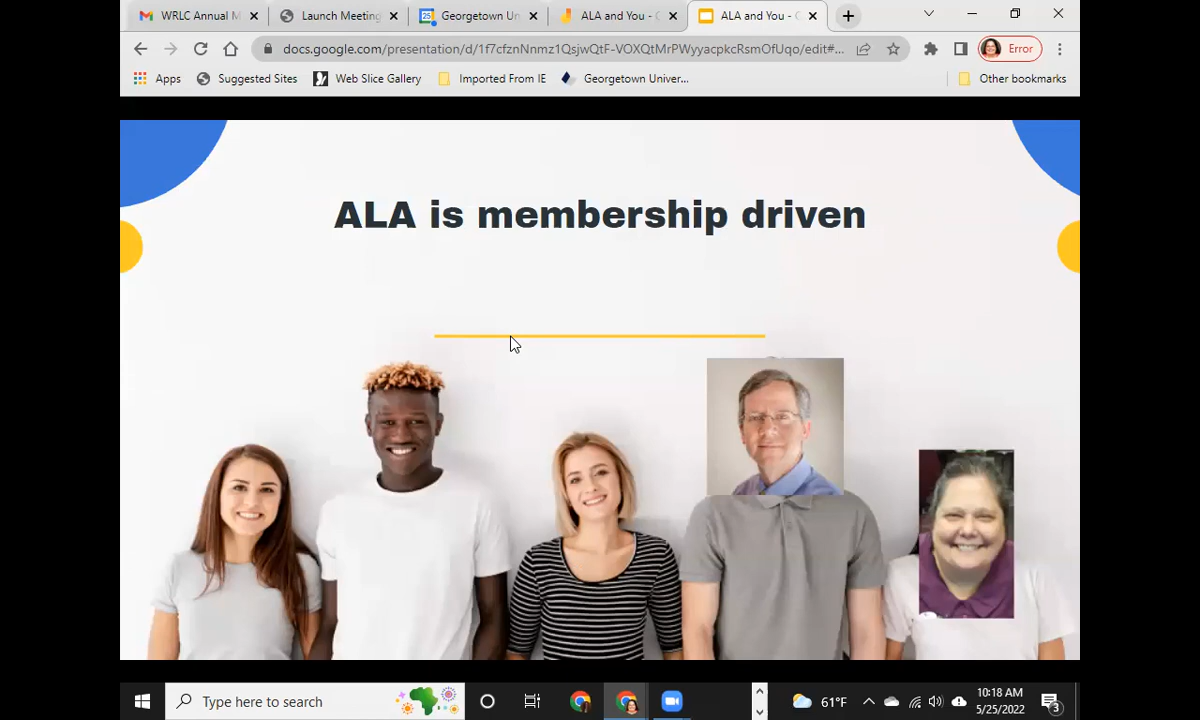 WRLC Annual M
Launch Meeting
25
Georgetown Un
ALA and You - G
ALA and You - G
docs.google.com/presentation/d/1f7cfznNnmz1QsjwQtF-VOXQtMrPWyyacpkcRsmOfUqo/edit#...
Error
Apps
Suggested Sites
Web Slice Gallery
Imported From IE
Georgetown Univer...
Other bookmarks
ALA is membership driven
Type here to search
61°F
10:18 AM
5/25/2022
3